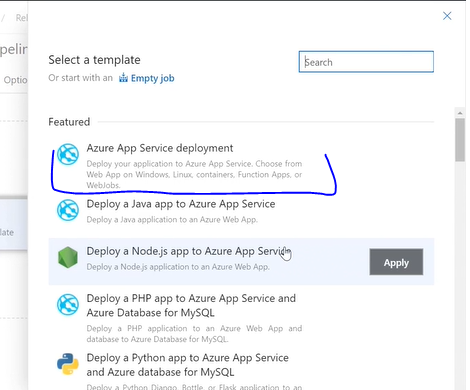 / Rel
Select a template
Or start with an Empty job
Search
peline
Optio
Featured
Azure App Service deployment
Deploy your application to Azure App Service. Choose from
Web App on Windows, Linux, containers, Function Apps, or
WebJobs.
Deploy a Java app to Azure App Service
Deploy a Java application to an Azure Web App.
late
Deploy a Node.js app to Azure App Service
Deploy a Node.js application to an Azure Web App.
Apply
Deploy a PHP app to Azure App Service and
Azure Database for MySQL
Deploy a PHP application to an Azure Web App and
database to Azure Database for MySQL.
Deploy a Python app to Azure App Service
and Azure database for MySQL
Deploy a Python Django, Bottle, or Flask application to an